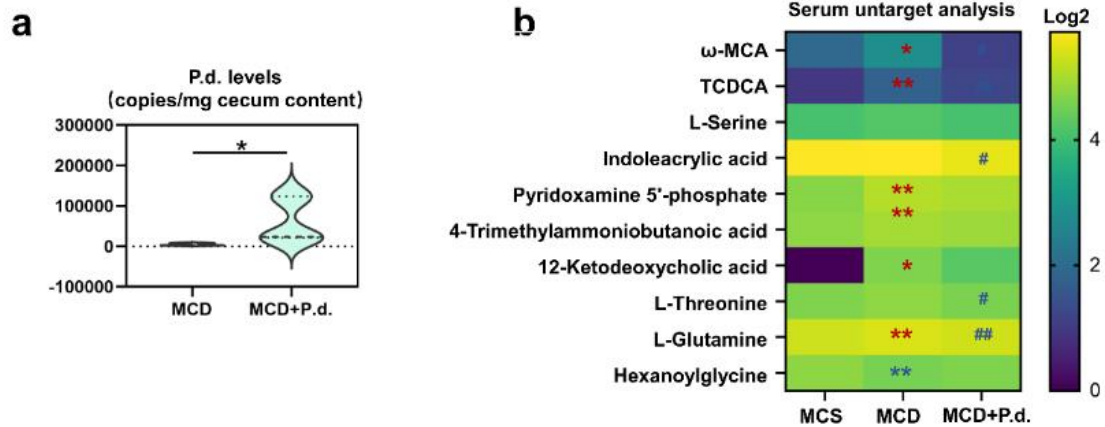 a
P.d. levels
(copies/mg cecum content)
300000
200000
100000
0
-100000
*
MCD
MCD+P.d.
b
Serum untarget analysis
Log2
ω-MCA
TCDCA
L-Serine
Indoleacrylic acid
Pyridoxamine 5'-phosphate
4-Trimethylammoniobutanoic acid
12-Ketodeoxycholic acid
L-Threonine
L-Glutamine
Hexanoylglycine
*
**
#
**
**
*
#
** ##
**
MCS
MCD
MCD+P.d.
4
2
0